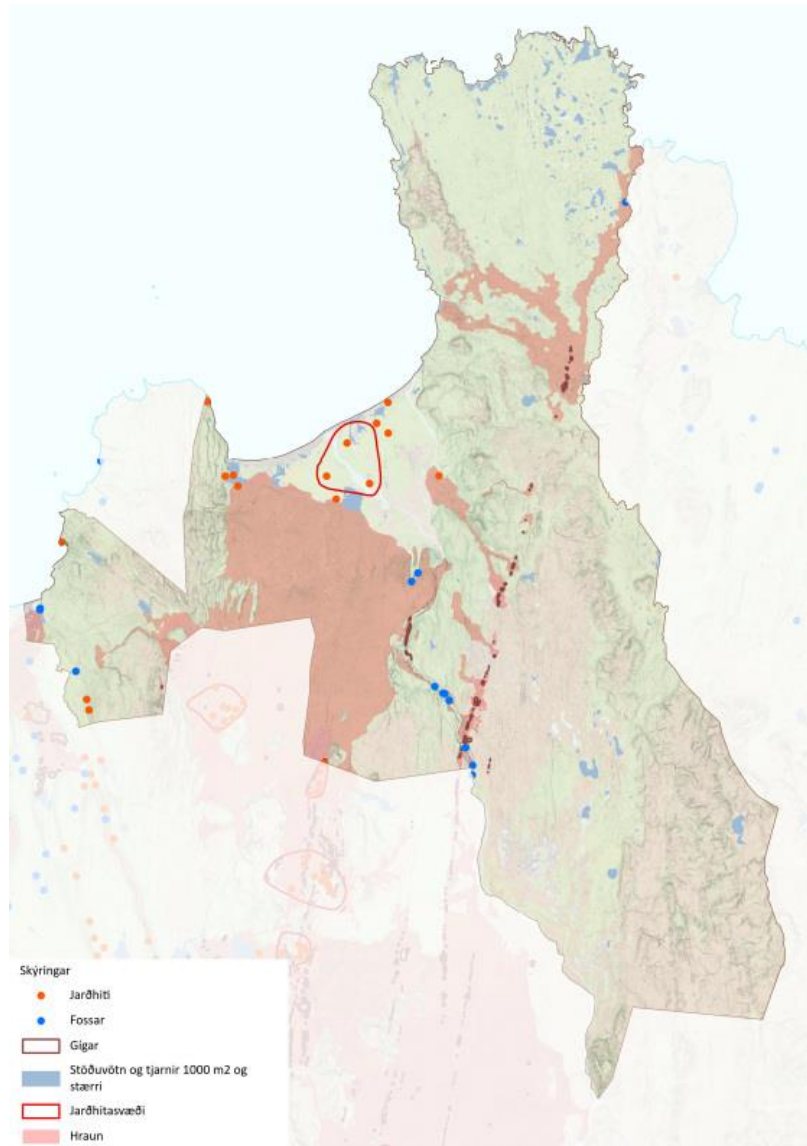 Skýringar
Jarðhiti
Fossar
Gígar
Stöðuvötn og tjarnir 1000 m2 og
stærri
Jarðhitasvæði
Hraun